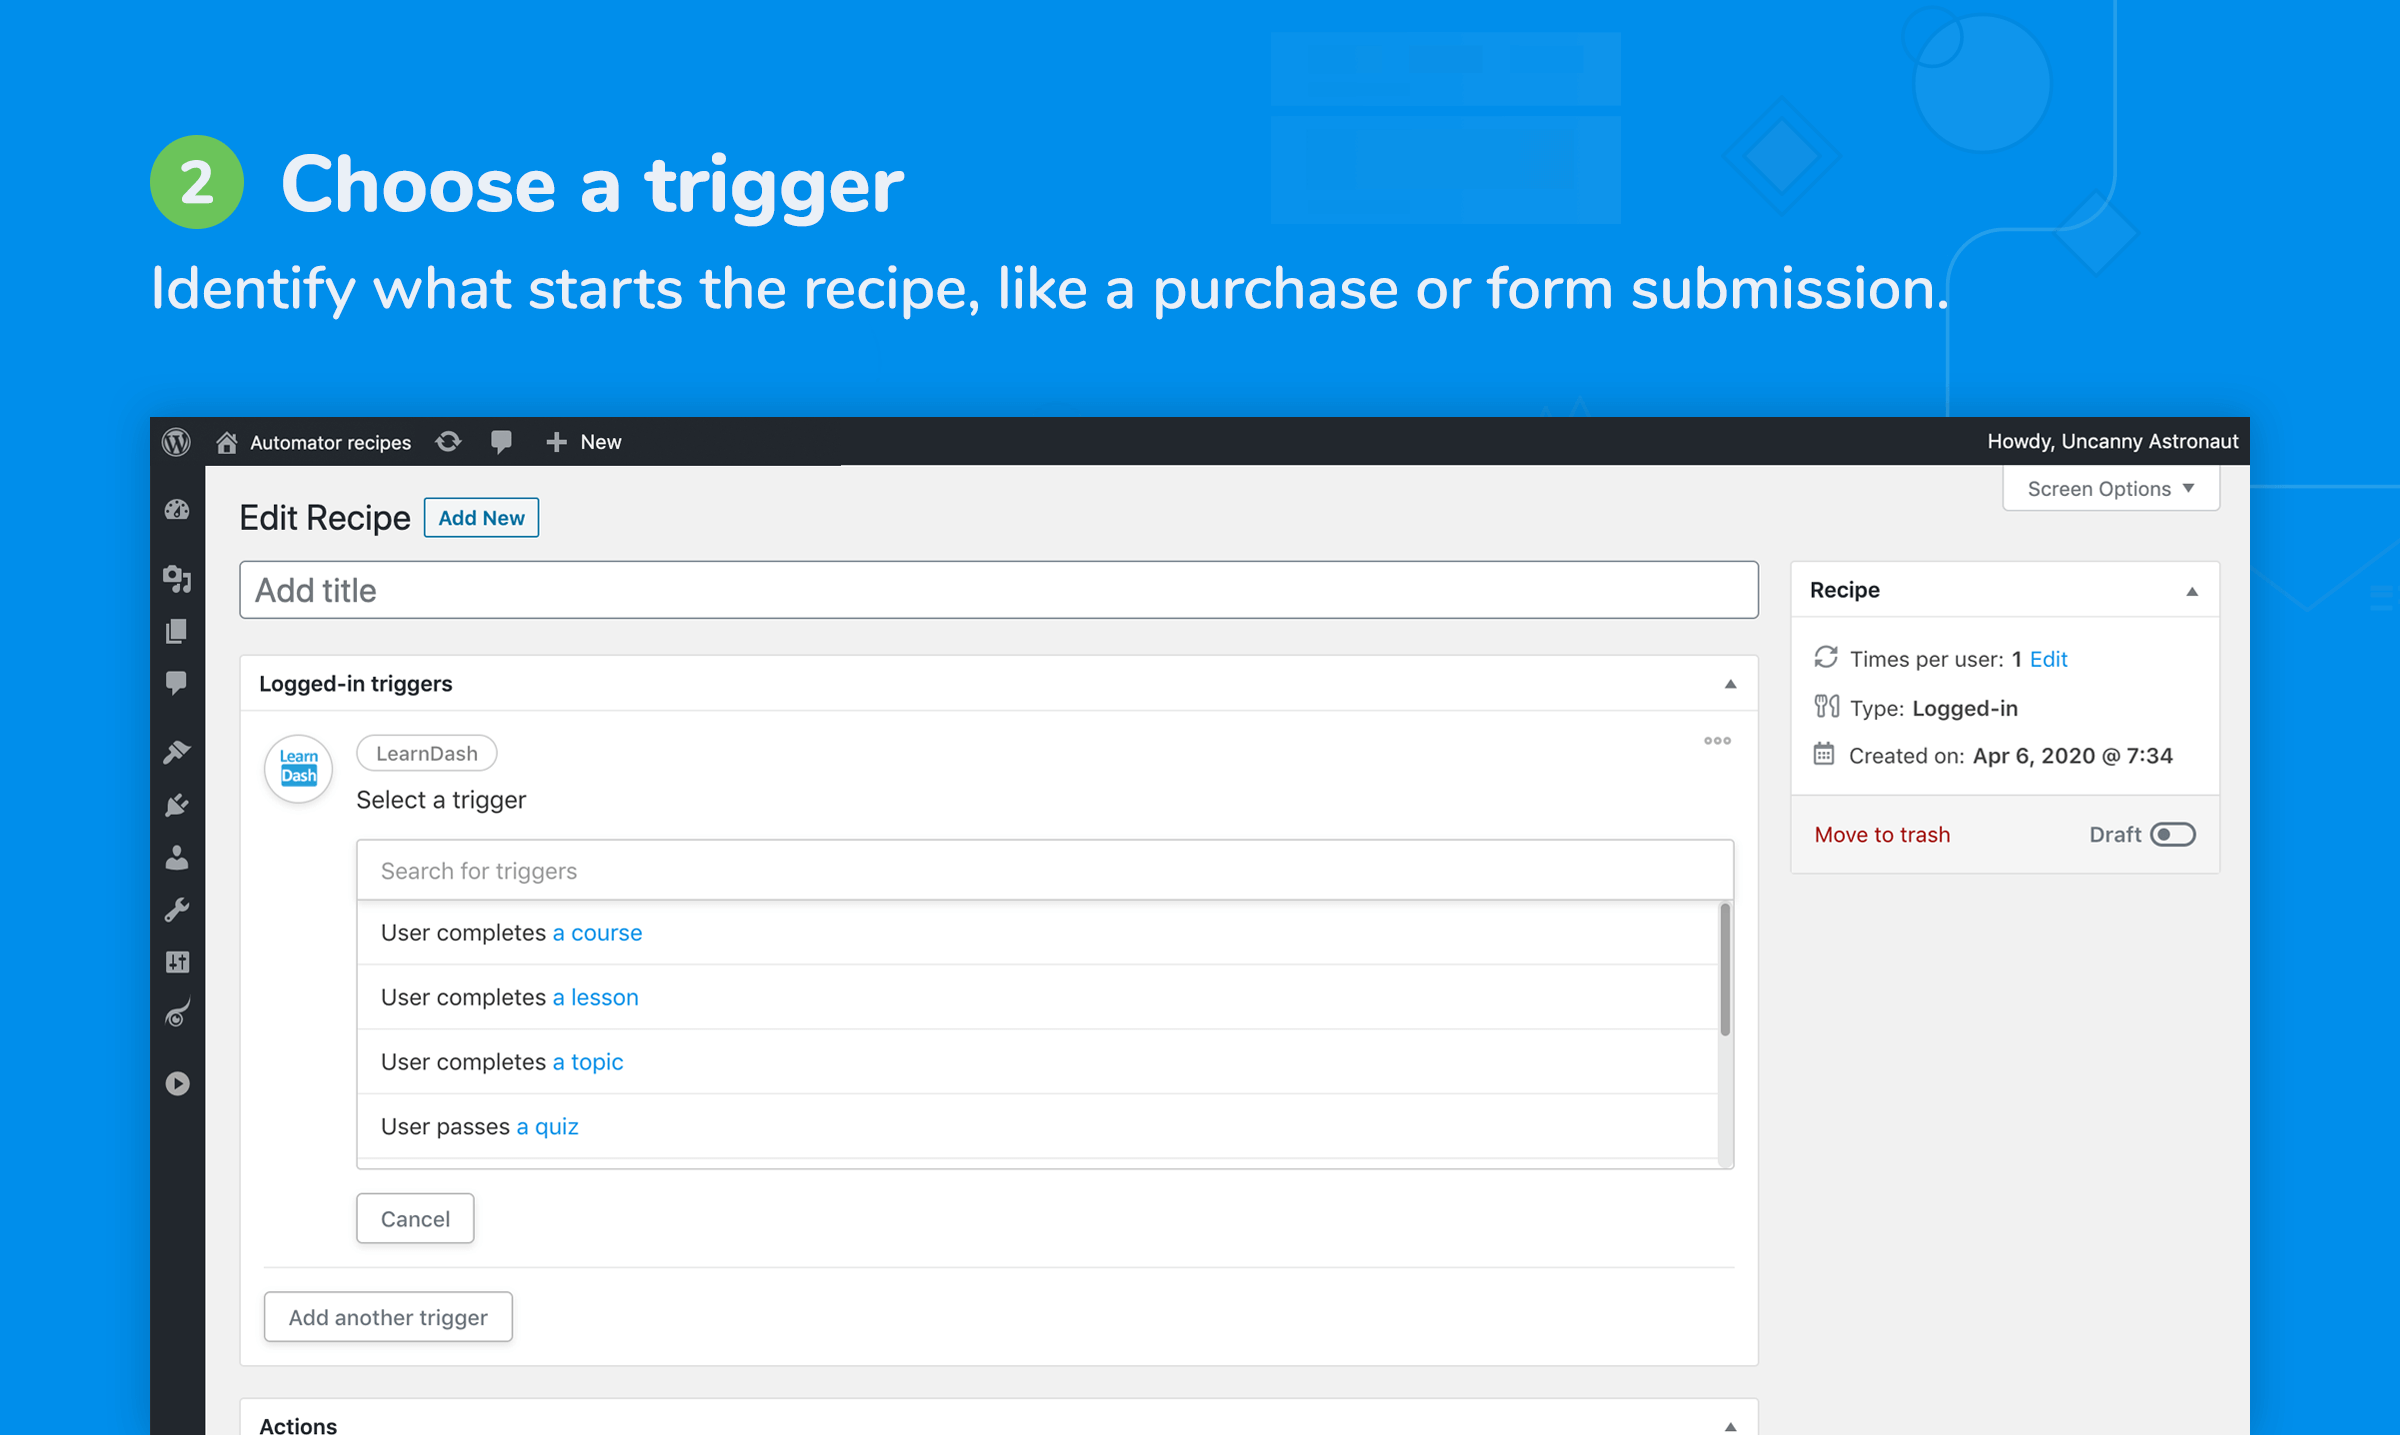 2 Choose a trigger
Identify what starts the recipe, like a purchase or form submission.
Automator recipes New Howdy, Uncanny Astronaut
Screen Options
Edit Recipe Add New
Add title
Logged-in triggers
Learn
Dash
LearnDash
Select a trigger
Search for triggers
User completes a course
User completes a lesson
User completes a topic
User passes a quiz
Cancel
Add another trigger
Actions
Recipe
Times per user: 1 Edit
Type: Logged-in
Created on: Apr 6, 2020 @ 7:34
Move to trash Draft